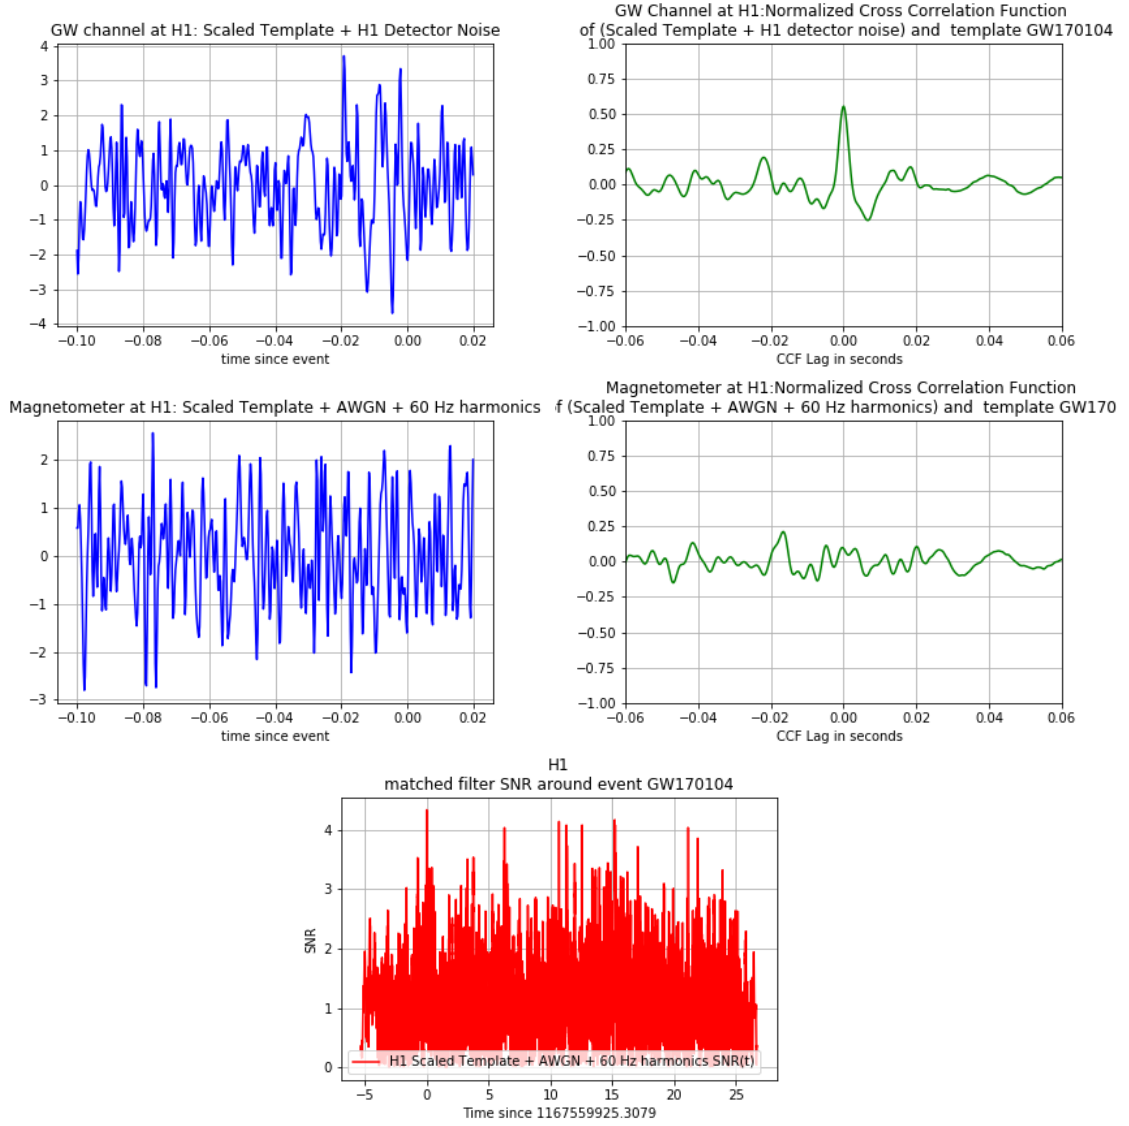 GW channel at H1: Scaled Template + H1 Detector Noise
4
3
2
1
0
−1
−2
−3
−4
−0.10 −0.08 −0.06 −0.04 −0.02 0.00 0.02
time since event
GW Channel at H1:Normalized Cross Correlation Function
of (Scaled Template + H1 detector noise) and template GW170104
1.00
0.75
0.50
0.25
0.00
−0.25
−0.50
−0.75
−1.00
−0.06 −0.04 −0.02 0.00 0.02 0.04 0.06
CCF Lag in seconds
Magnetometer at H1: Scaled Template + AWGN + 60 Hz harmonics
2
1
0
−1
−2
−3
−0.10 −0.08 −0.06 −0.04 −0.02 0.00 0.02
time since event
Magnetometer at H1:Normalized Cross Correlation Function
f (Scaled Template + AWGN + 60 Hz harmonics) and template GW170
1.00
0.75
0.50
0.25
0.00
−0.25
−0.50
−0.75
−1.00
−0.06 −0.04 −0.02 0.00 0.02 0.04 0.06
CCF Lag in seconds
H1
matched filter SNR around event GW170104
4
3
2
1
0
SNR
H1 Scaled Template + AWGN + 60 Hz harmonics SNR(t)
−5 0 5 10 15 20 25
Time since 1167559925.3079